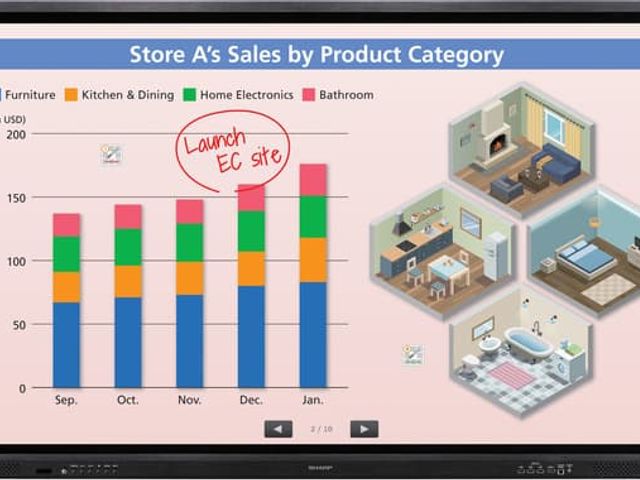 Store A's Sales by Product Category
Furniture Kitchen & Dining Home Electronics Bathroom
USD)
200
150
100
50
0
Launch
EC site
Sep. Oct. Nov. Dec. Jan.
2 / 10
SHARP